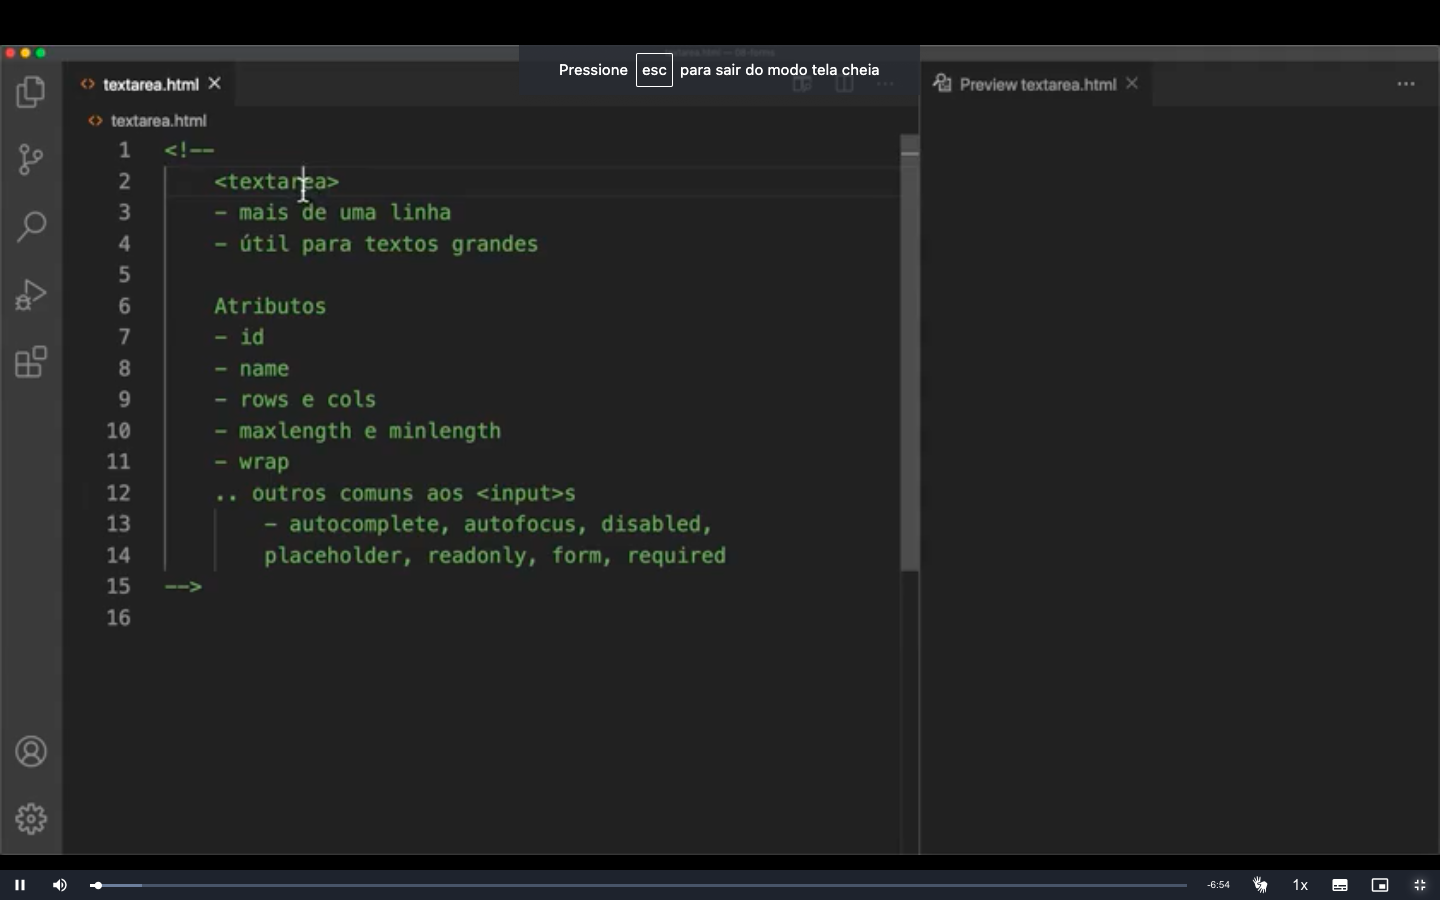 Pressione esc para sair do modo tela cheia
textarea.html
Preview textarea.html
textarea.html
1 <!--
2 <textarea>
3 - mais de uma linha
4 - útil para textos grandes
5
6 Atributos
7 - id
8 - name
9 - rows e cols
10 - maxlength e minlength
11 - wrap
12 .. outros comuns aos <input>s
13 - autocomplete, autofocus, disabled,
14 placeholder, readonly, form, required
15 -->
16
-6:54
1x